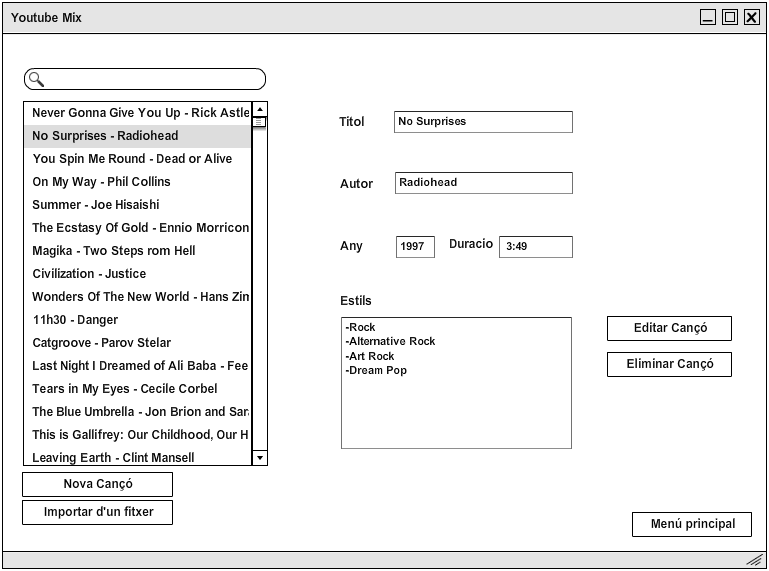 Youtube Mix
Never Gonna Give You Up - Rick Astle
No Surprises - Radiohead
You Spin Me Round - Dead or Alive
On My Way - Phil Collins
Summer - Joe Hisaishi
The Ecstasy Of Gold - Ennio Morricon
Magika - Two Steps rom Hell
Civilization - Justice
Wonders Of The New World - Hans Zin
11h30 - Danger
Catgroove - Parov Stelar
Last Night I Dreamed of Ali Baba - Fee
Tears in My Eyes - Cecile Corbel
The Blue Umbrella - Jon Brion and Sara
This is Gallifrey: Our Childhood, Our H
Leaving Earth - Clint Mansell
Nova Cançó
Importar d'un fitxer
Titol No Surprises
Autor Radiohead
Any 1997 Duracio 3:49
Estils
-Rock
-Alternative Rock
-Art Rock
-Dream Pop
Editar Cançó
Eliminar Cançó
Menú principal